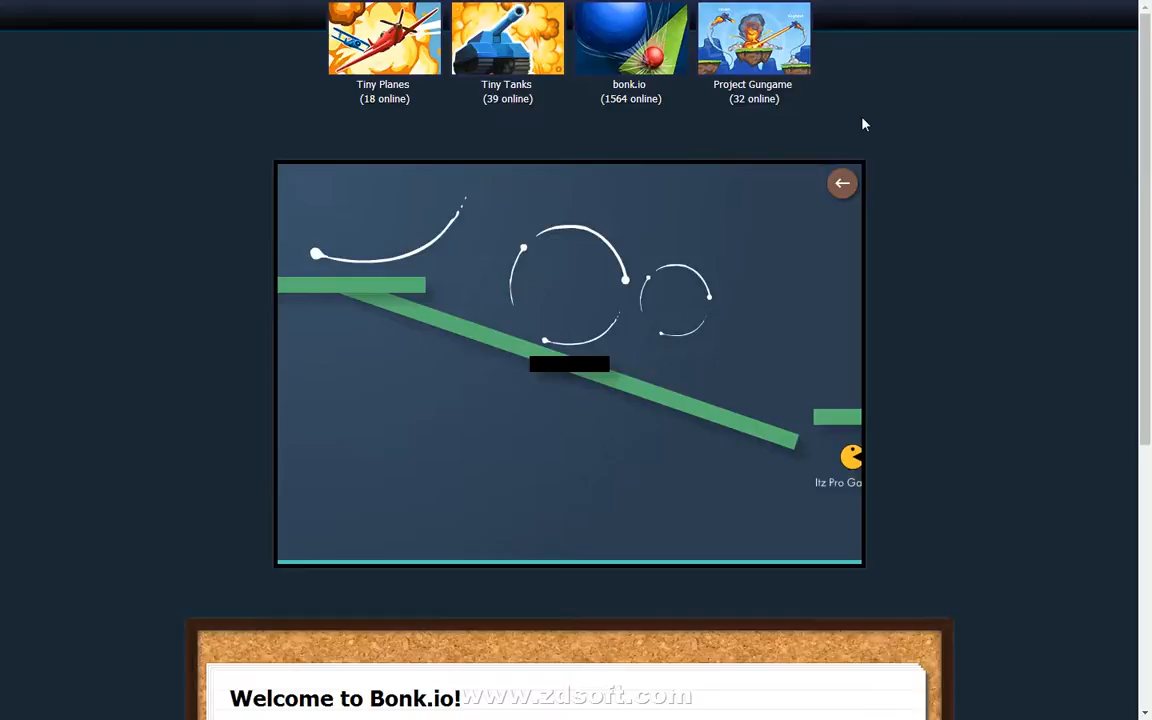 Tiny Planes
(18 online)
Tiny Tanks
(39 online)
bonk.io
(1564 online)
Project Gungame
(32 online)
Itz Pro Ga
Welcome to Bonk.io!
www.zdsoft.com